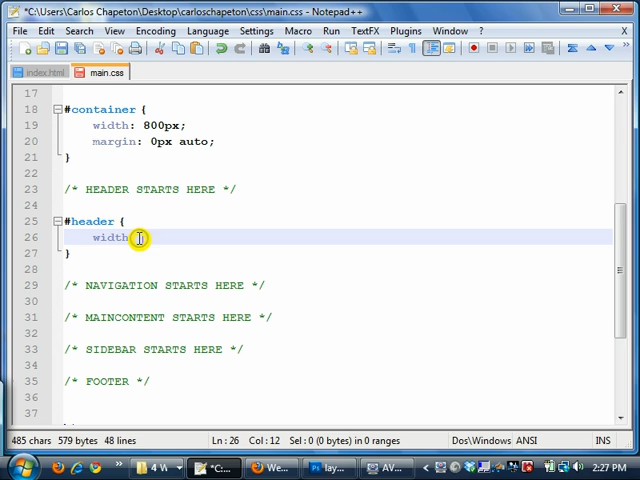 *C:\Users\Carlos Chapeton\Desktop\carloschapeton\css\main.css - Notepad++
File Edit Search View Encoding Language Settings Macro Run TextFX Plugins Window ? X
index.html main.css
17
18 #container {
19 width: 800px;
20 margin: 0px auto;
21 }
22
23 /* HEADER STARTS HERE */
24
25 #header {
26 width
27 }
28
29 /* NAVIGATION STARTS HERE */
30
31 /* MAINCONTENT STARTS HERE */
32
33 /* SIDEBAR STARTS HERE */
34
35 /* FOOTER */
36
37
485 chars 579 bytes 48 lines Ln : 26 Col : 12 Sel : 0 (0 bytes) in 0 ranges Dos\Windows ANSI INS
» 4 W *C:... We... lay... AV... « 2:27 PM